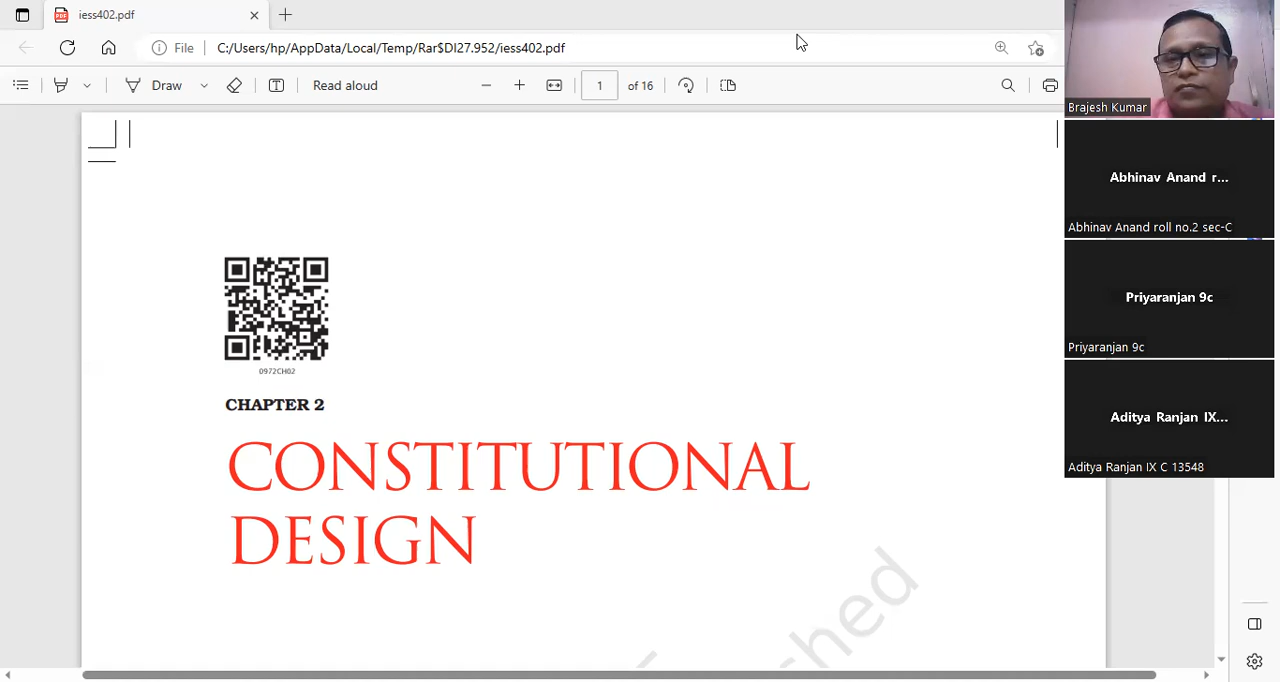 iess402.pdf
File C:/Users/hp/AppData/Local/Temp/Rar$DI27.952/iess402.pdf
Draw Read aloud 1 of 16
0972CH02
CHAPTER 2
CONSTITUTIONAL
DESIGN
Brajesh Kumar
Abhinav Anand r...
Abhinav Anand roll no.2 sec-C
Priyaranjan 9c
Priyaranjan 9c
Aditya Ranjan IX...
Aditya Ranjan IX C 13548